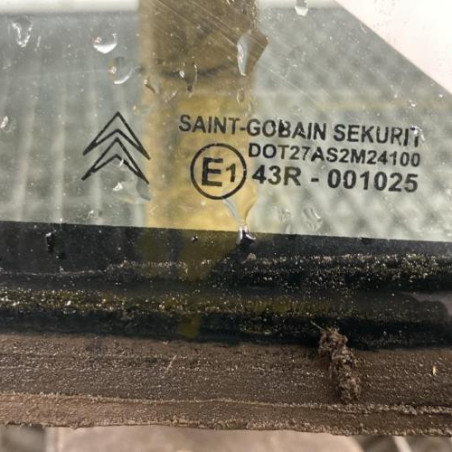 SAINT-GOBAIN SEKURIT
DOT27AS2M24100
E1 43R - 001025